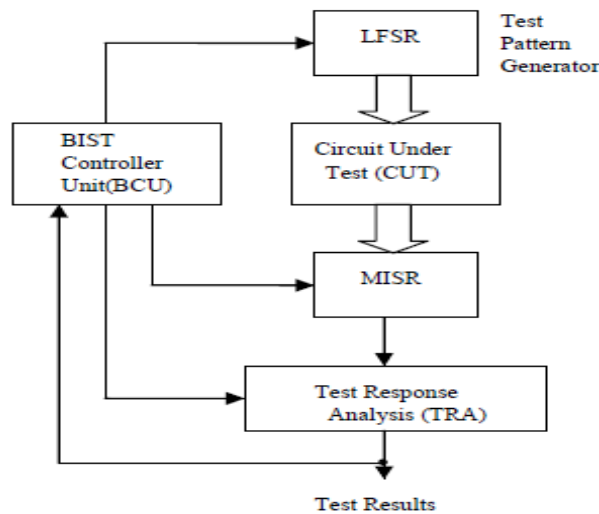 LFSR
Test
Pattern
Generator
BIST
Controller
Unit(BCU)
Circuit Under
Test (CUT)
MISR
Test Response
Analysis (TRA)
Test Results